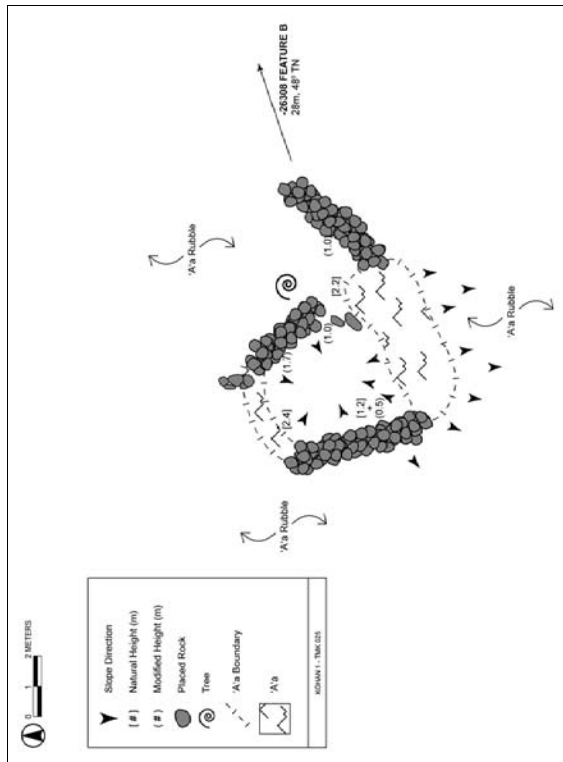 0 1 2 METERS
Slope Direction
[#] Natural Height (m)
(#) Modified Height (m)
Placed Rock
Tree
'A'a Boundary
'A'a
KOHAN 1 - TMK 025
'A'a Rubble
'A'a Rubble
'A'a Rubble
-26308 FEATURE B
28m, 48° TN
[2.4]
(1.7)
(1.0)
[2.2]
(1.0)
[1.2]
+
(0.5)